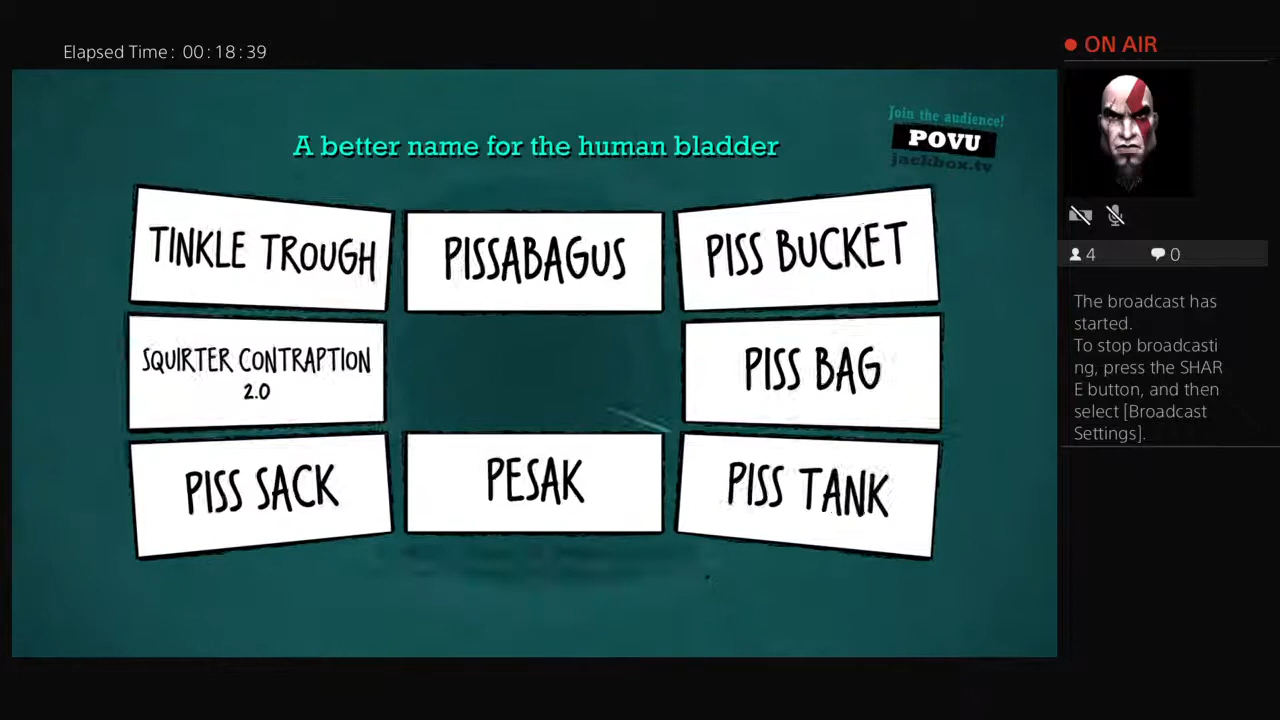 Elapsed Time: 00:18:39
ON AIR
Join the audience!
POVU
jackbox.tv
A better name for the human bladder
TINKLE TROUGH
PISSABAGUS
PISS BUCKET
SQUIRTER CONTRAPTION
2.0
PISS BAG
PISS SACK
PESAK
PISS TANK
4
0
The broadcast has
started.
To stop broadcasti
ng, press the SHAR
E button, and then
select [Broadcast
Settings].